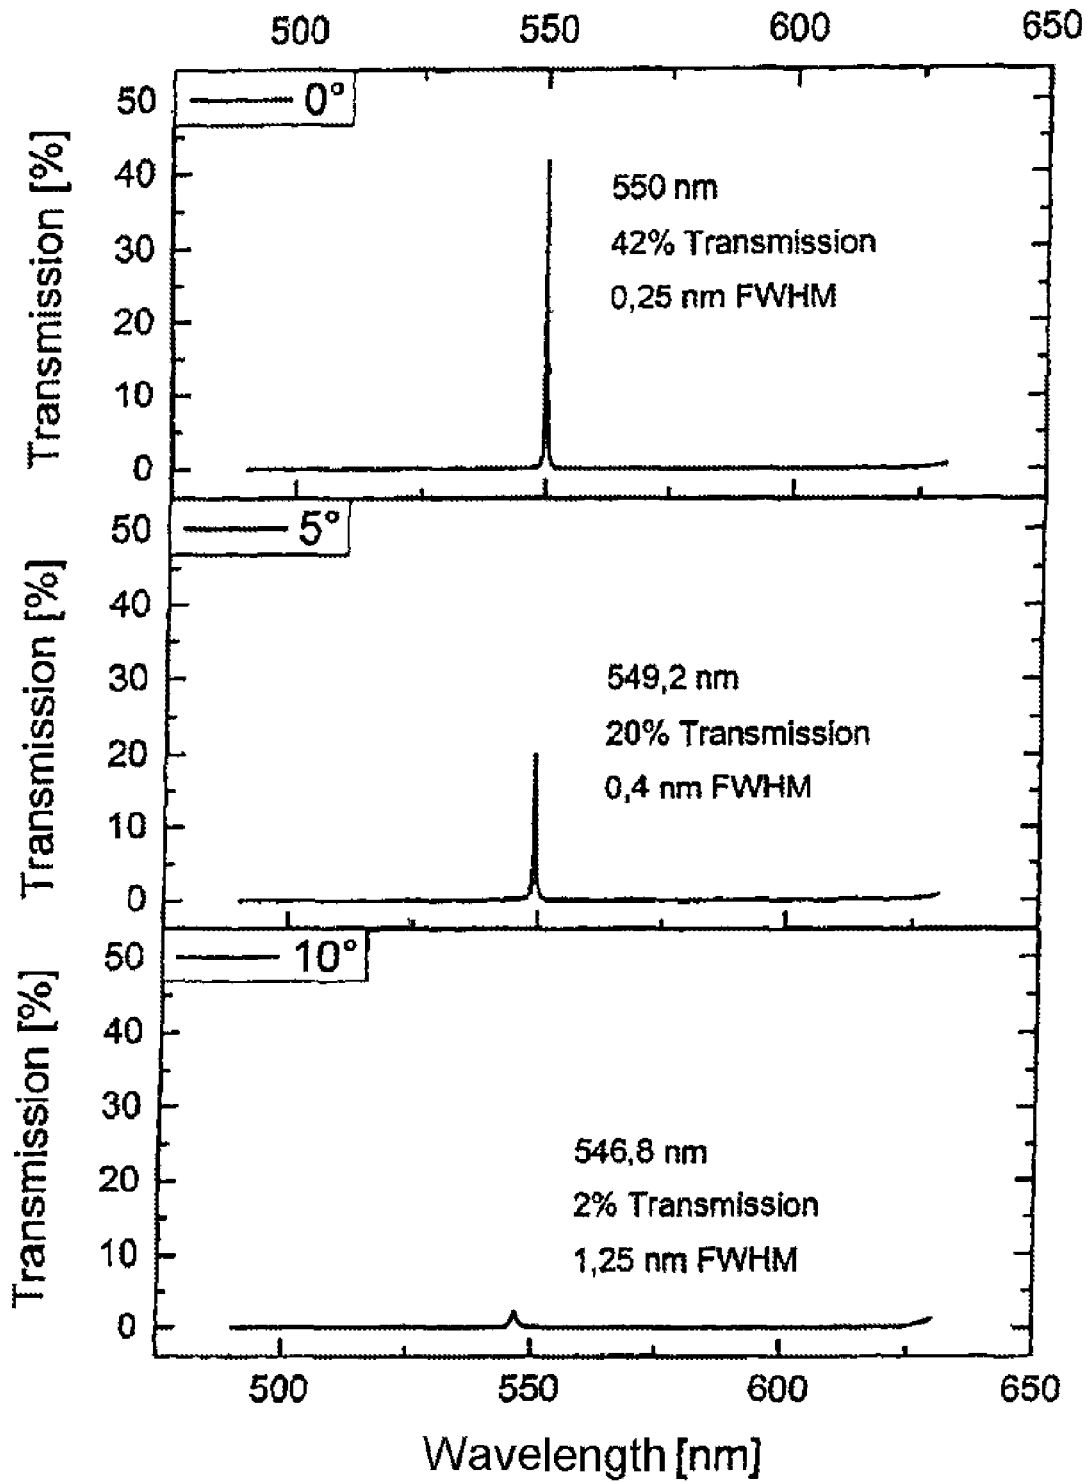 500 550 600 650
0°
Transmission [%]
50
40
30
20
10
0
550 nm
42% Transmission
0,25 nm FWHM
5°
Transmission [%]
50
40
30
20
10
0
549,2 nm
20% Transmission
0,4 nm FWHM
10°
Transmission [%]
50
40
30
20
10
0
546,8 nm
2% Transmission
1,25 nm FWHM
500 550 600 650
Wavelength [nm]